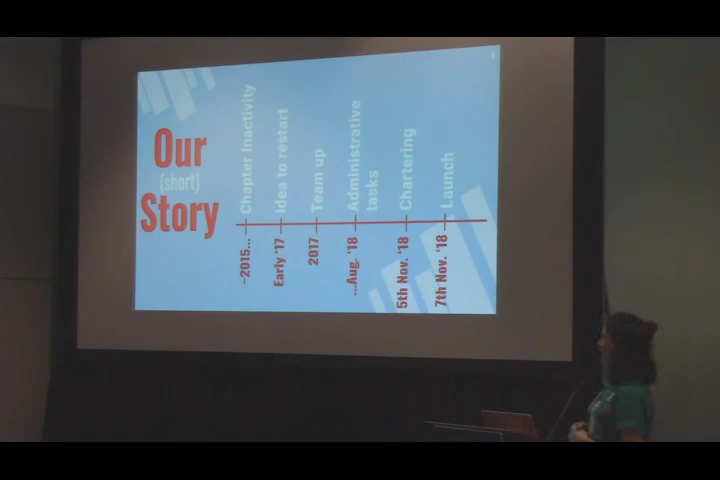 Our
(short)
Story
~2015...
Chapter Inactivity
Early '17
Idea to restart
2017
Team up
...Aug. '18
Administrative
tasks
5th Nov. '18
Chartering
7th Nov. '18
Launch